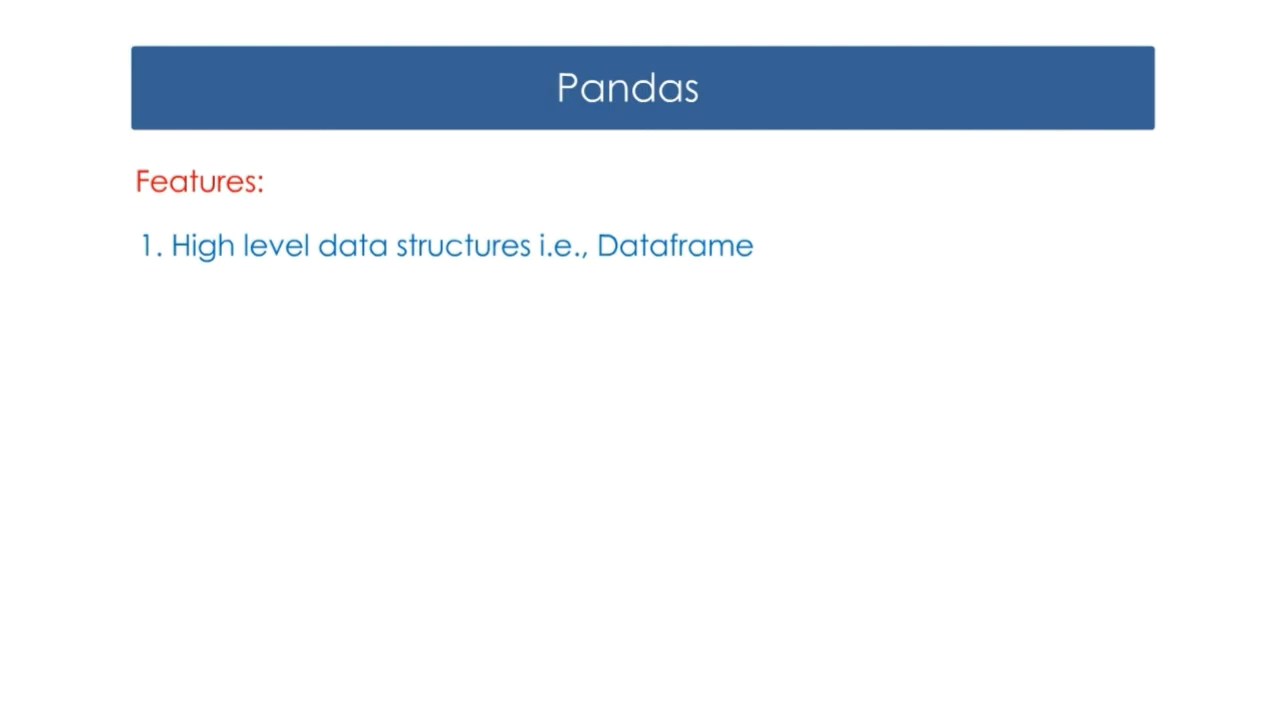 Pandas
Features:
1. High level data structures i.e., Dataframe